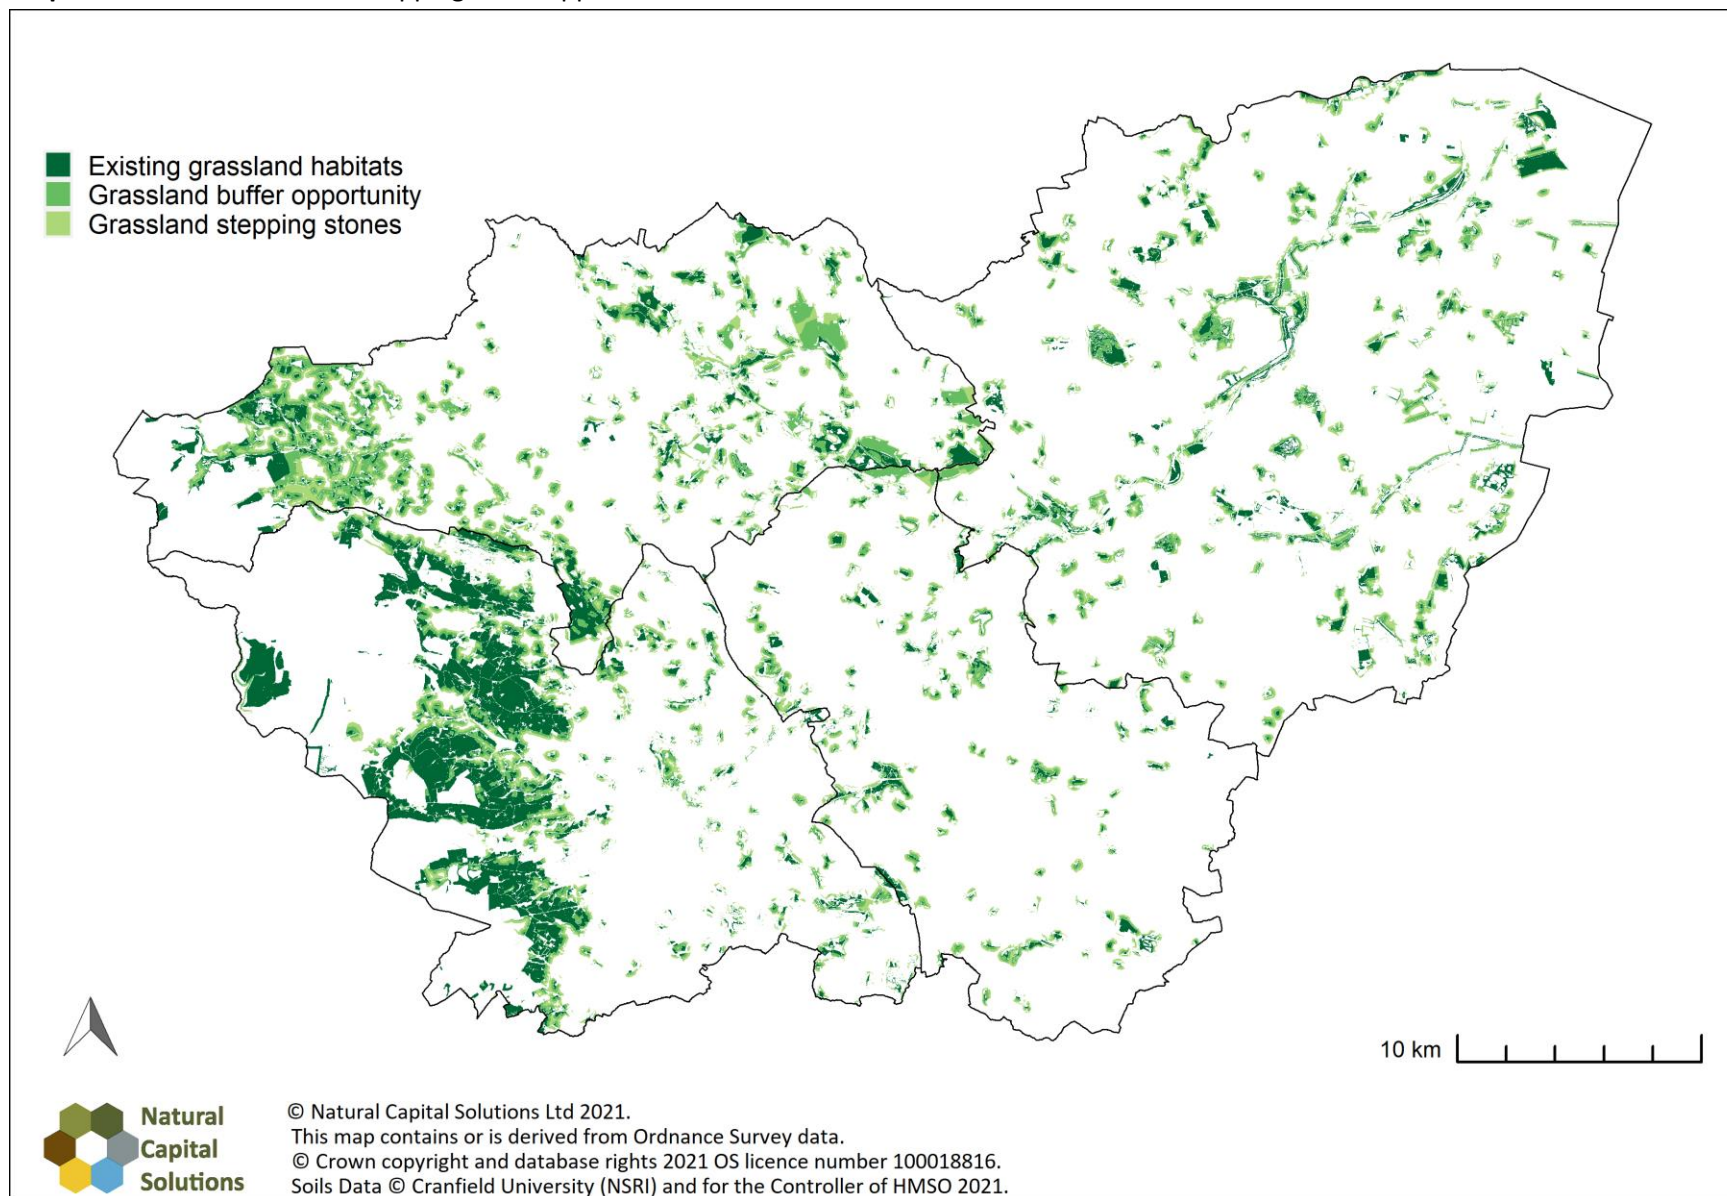 Existing grassland habitats
Grassland buffer opportunity
Grassland stepping stones
10 km
Natural
Capital
Solutions
© Natural Capital Solutions Ltd 2021.
This map contains or is derived from Ordnance Survey data.
© Crown copyright and database rights 2021 OS licence number 100018816.
Soils Data © Cranfield University (NSRI) and for the Controller of HMSO 2021.